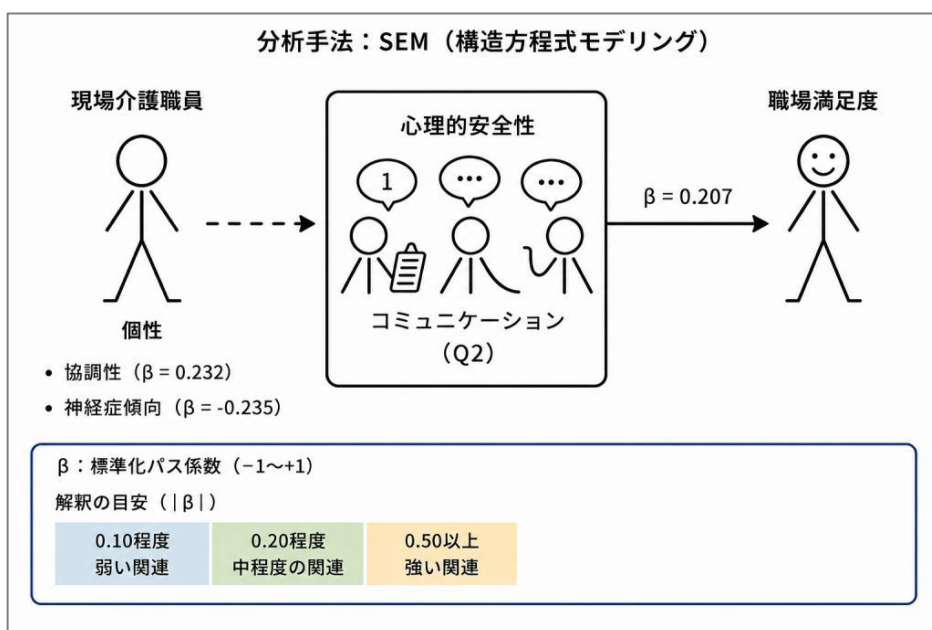 分析手法：SEM（構造方程式モデリング）
現場介護職員
心理的安全性
職場満足度
1
•••
•••
β = 0.207
コミュニケーション
（Q2）
個性
• 協調性（β = 0.232）
• 神経症傾向（β = -0.235）
β：標準化パス係数（−1〜+1）
解釈の目安（|β|）
0.10程度
弱い関連
0.20程度
中程度の関連
0.50以上
強い関連